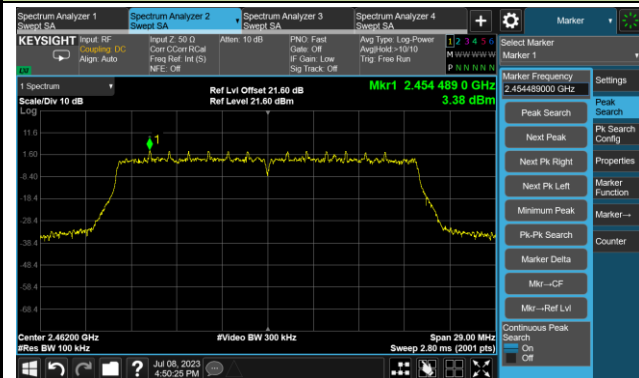 Spectrum Analyzer 1
Swept SA
Spectrum Analyzer 2
Swept SA
Spectrum Analyzer 3
Swept SA
Spectrum Analyzer 4
Swept SA
+
Marker
KEYSIGHT
Input: RF
Coupling: DC
Align: Auto
Input Z: 50 Ω
Corr CCorr RCal
Freq Ref: Int (S)
NFE: Off
Atten: 10 dB
PNO: Fast
Gate: Off
IF Gain: Low
Sig Track: Off
Avg Type: Log-Power
Avg|Hold:>10/10
Trig: Free Run
1 2 3 4 5 6
M W W W W W
P N N N N N
Select Marker
Marker 1
1 Spectrum
Scale/Div 10 dB
Ref Lvl Offset 21.60 dB
Ref Level 21.60 dBm
Mkr1 2.454 489 0 GHz
3.38 dBm
Log
11.6
1.60
-8.40
-18.4
-28.4
-38.4
-48.4
-58.4
-68.4
1
Center 2.46200 GHz
#Res BW 100 kHz
#Video BW 300 kHz
Span 29.00 MHz
Sweep 2.80 ms (2001 pts)
Marker Frequency
2.454489000 GHz
Peak Search
Next Peak
Next Pk Right
Next Pk Left
Minimum Peak
Pk-Pk Search
Marker Delta
Mkr→CF
Mkr→Ref Lvl
Continuous Peak
Search
On
Off
Settings
Peak
Search
Pk Search
Config
Properties
Marker
Function
Marker→
Counter
?
Jul 08, 2023
4:50:25 PM